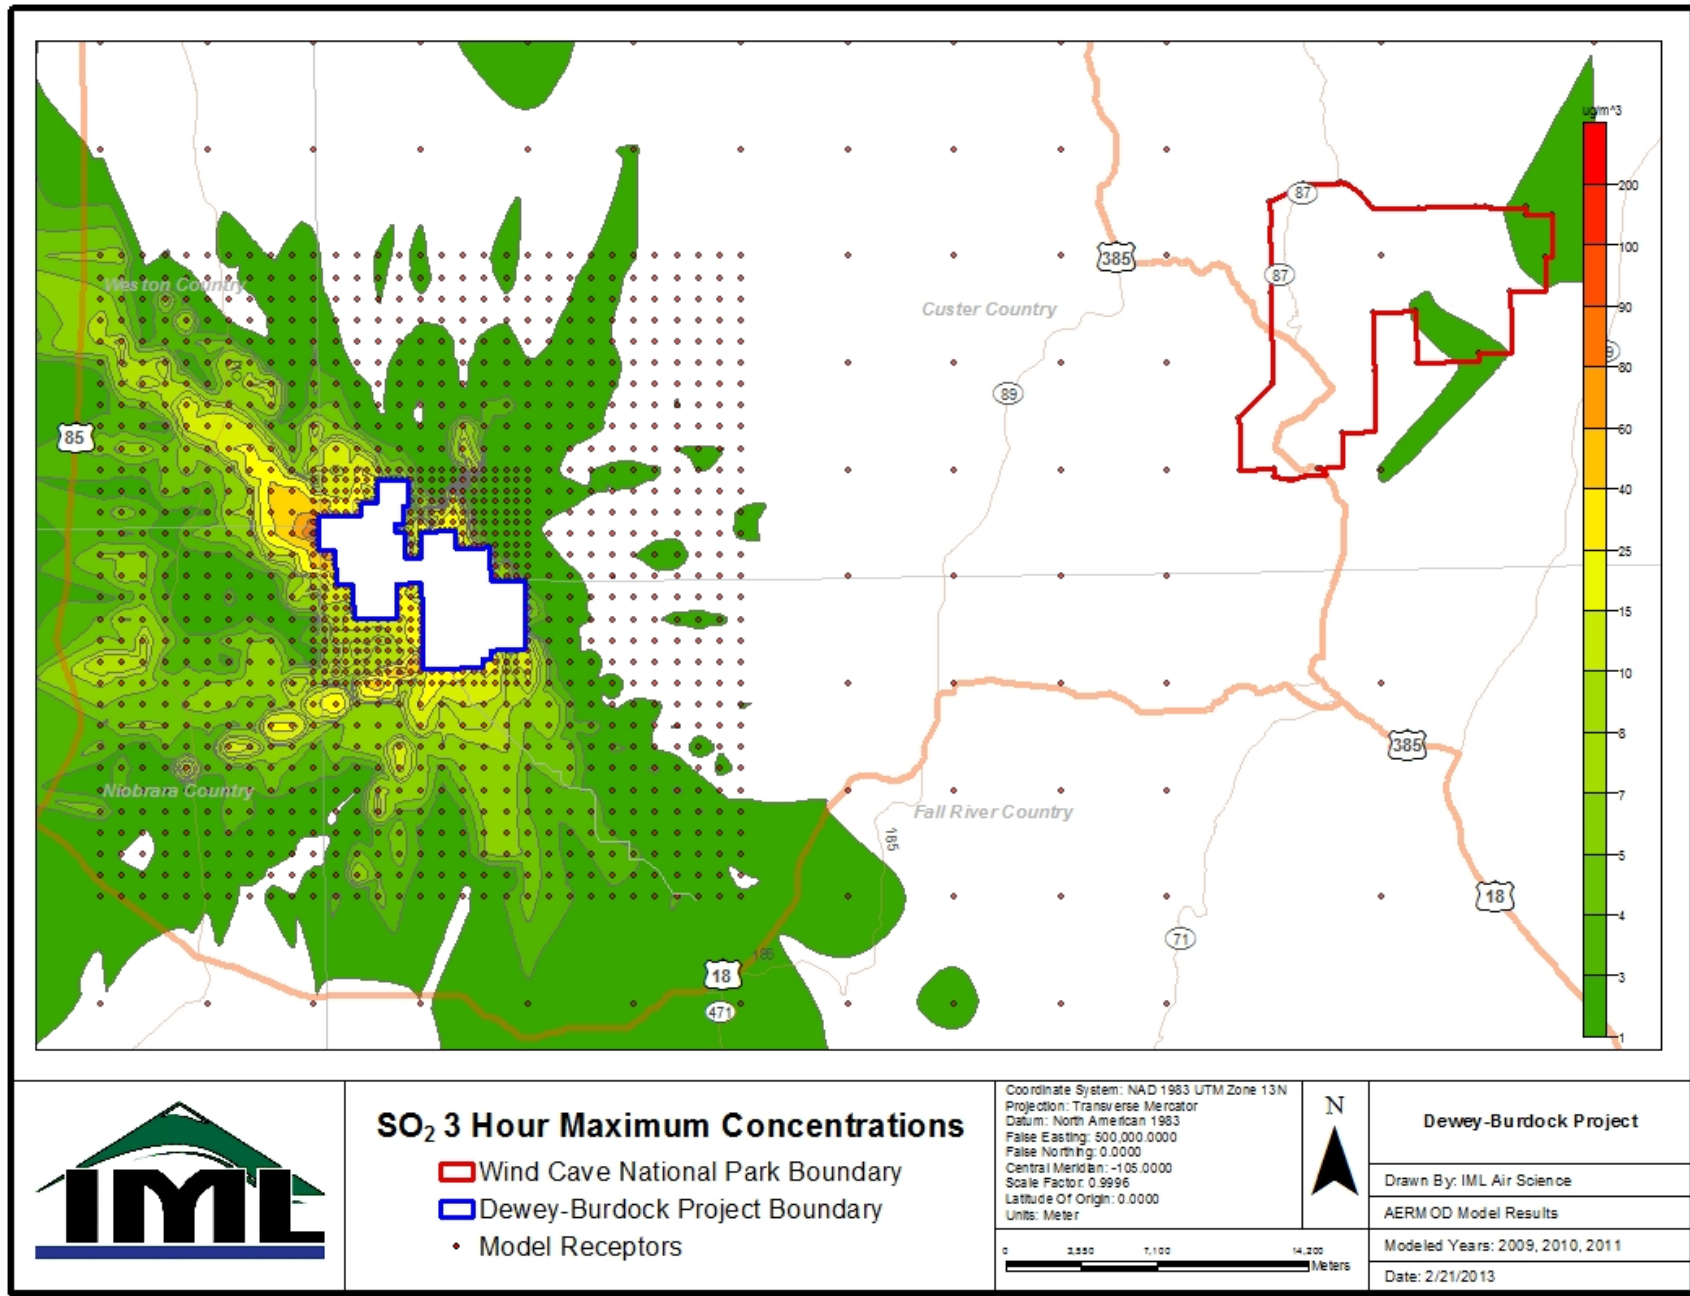 ug/m^3
200
100
90
80
60
40
25
15
10
8
7
5
4
3
1
87
87
385
Weston Country
Custer Country
89
85
9
385
Niobrara Country
Fall River Country
185
18
71
185
18
471
IML
SO2 3 Hour Maximum Concentrations
Wind Cave National Park Boundary
Dewey-Burdock Project Boundary
Model Receptors
Coordinate System: NAD 1983 UTM Zone 13N
Projection: Transverse Mercator
Datum: North American 1983
False Easting: 500,000.0000
False Northing: 0.0000
Central Meridian: -105.0000
Scale Factor: 0.9996
Latitude Of Origin: 0.0000
Units: Meter
0 3,550 7,100 14,200
Meters
N
Dewey-Burdock Project
Drawn By: IML Air Science
AERMOD Model Results
Modeled Years: 2009, 2010, 2011
Date: 2/21/2013